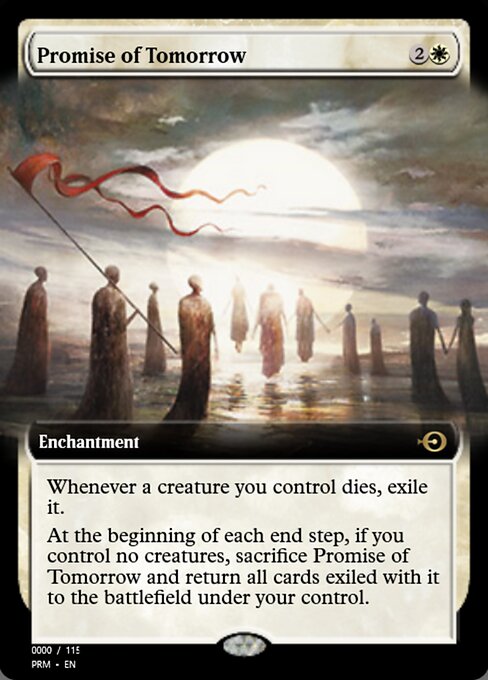 Promise of Tomorrow 2
Enchantment
Whenever a creature you control dies, exile
it.
At the beginning of each end step, if you
control no creatures, sacrifice Promise of
Tomorrow and return all cards exiled with it
to the battlefield under your control.
0000 / 115
PRM • EN